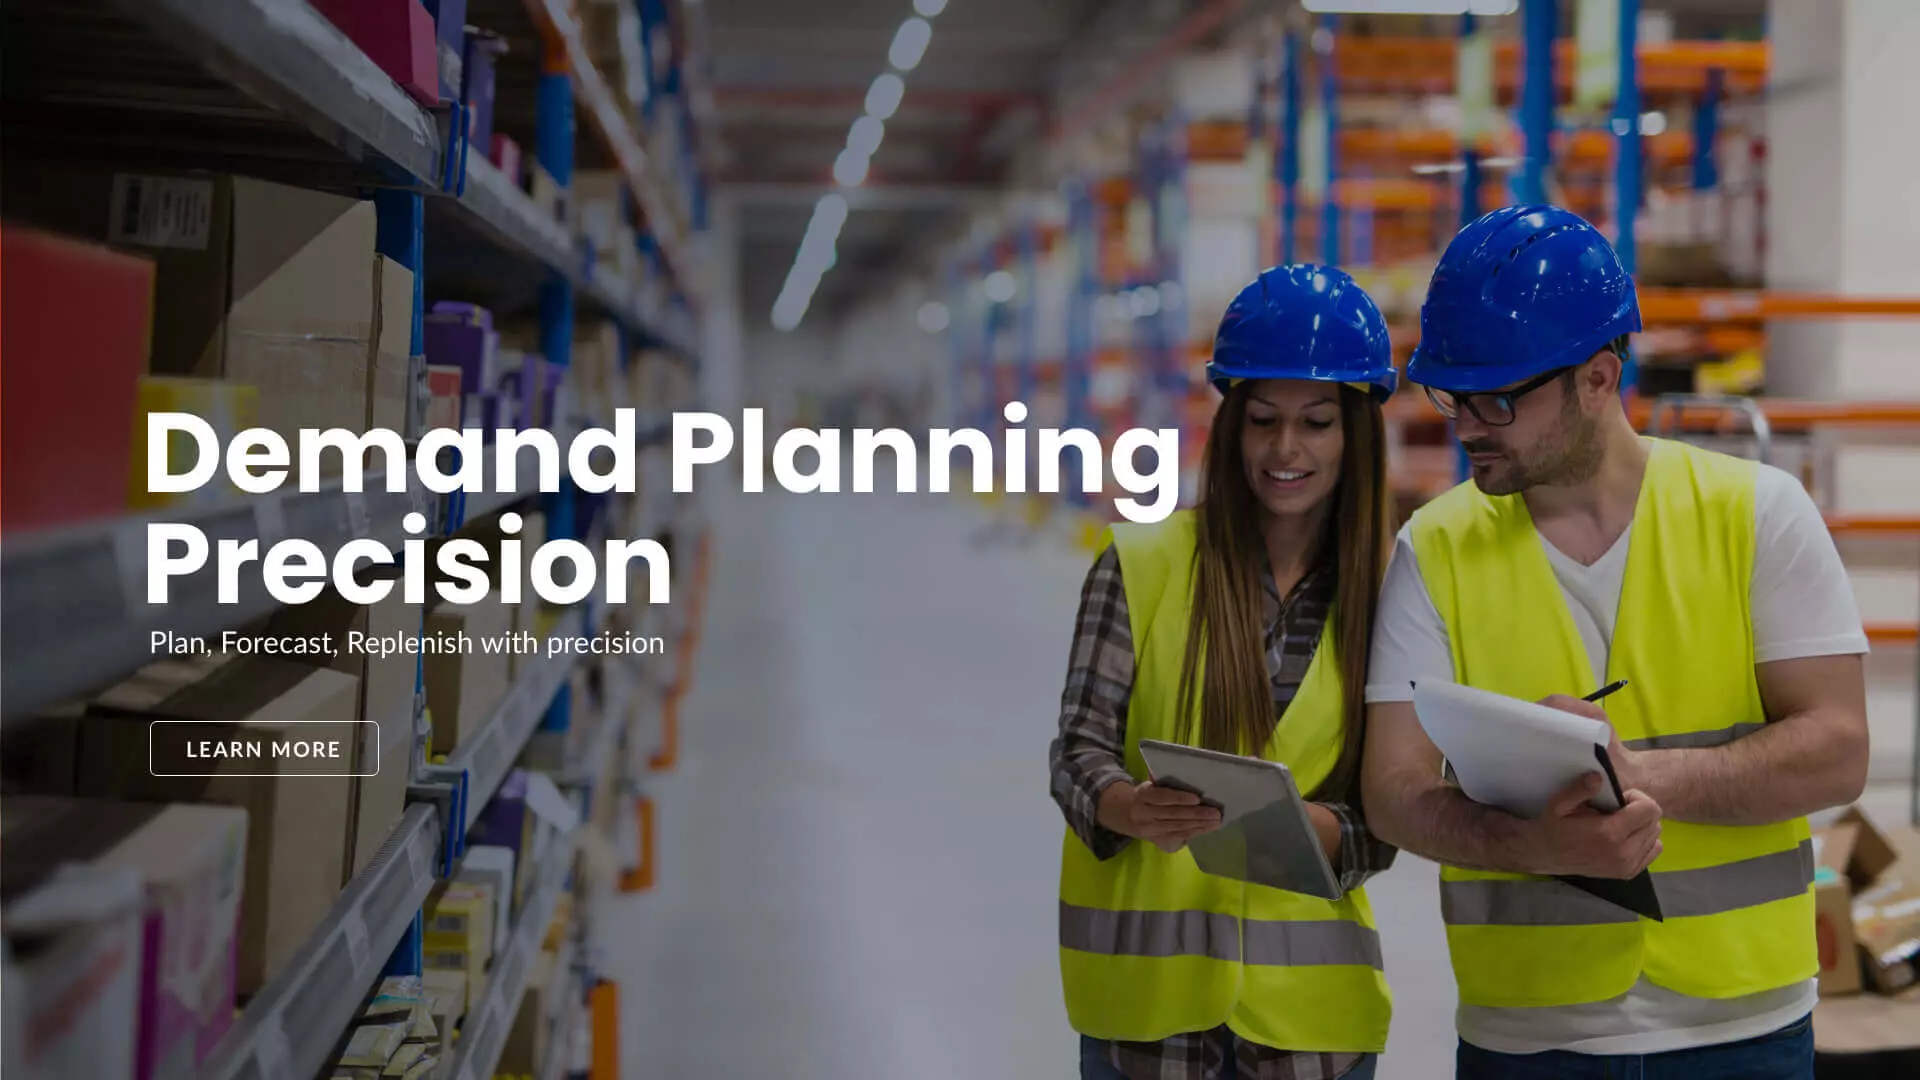 Demand Planning
Precision
Plan, Forecast, Replenish with precision
LEARN MORE